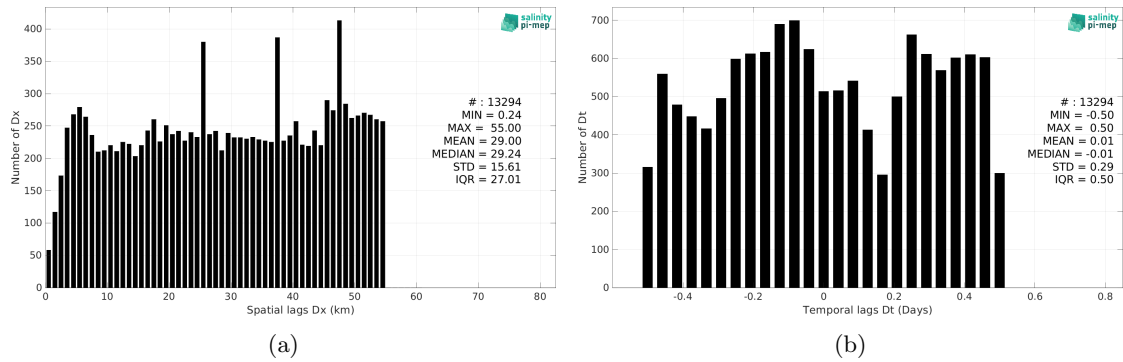 400
350
300
250
200
150
100
50
0
0
10
20
30
40
50
60
70
80
Number of Dx
Spatial lags Dx (km)
salinity
pi-mep
# : 13294
MIN = 0.24
MAX = 55.00
MEAN = 29.00
MEDIAN = 29.24
STD = 15.61
IQR = 27.01
(a)
700
600
500
400
300
200
100
0
-0.4
-0.2
0
0.2
0.4
0.6
0.8
Number of Dt
Temporal lags Dt (Days)
salinity
pi-mep
# : 13294
MIN = -0.50
MAX = 0.50
MEAN = 0.01
MEDIAN = -0.01
STD = 0.29
IQR = 0.50
(b)